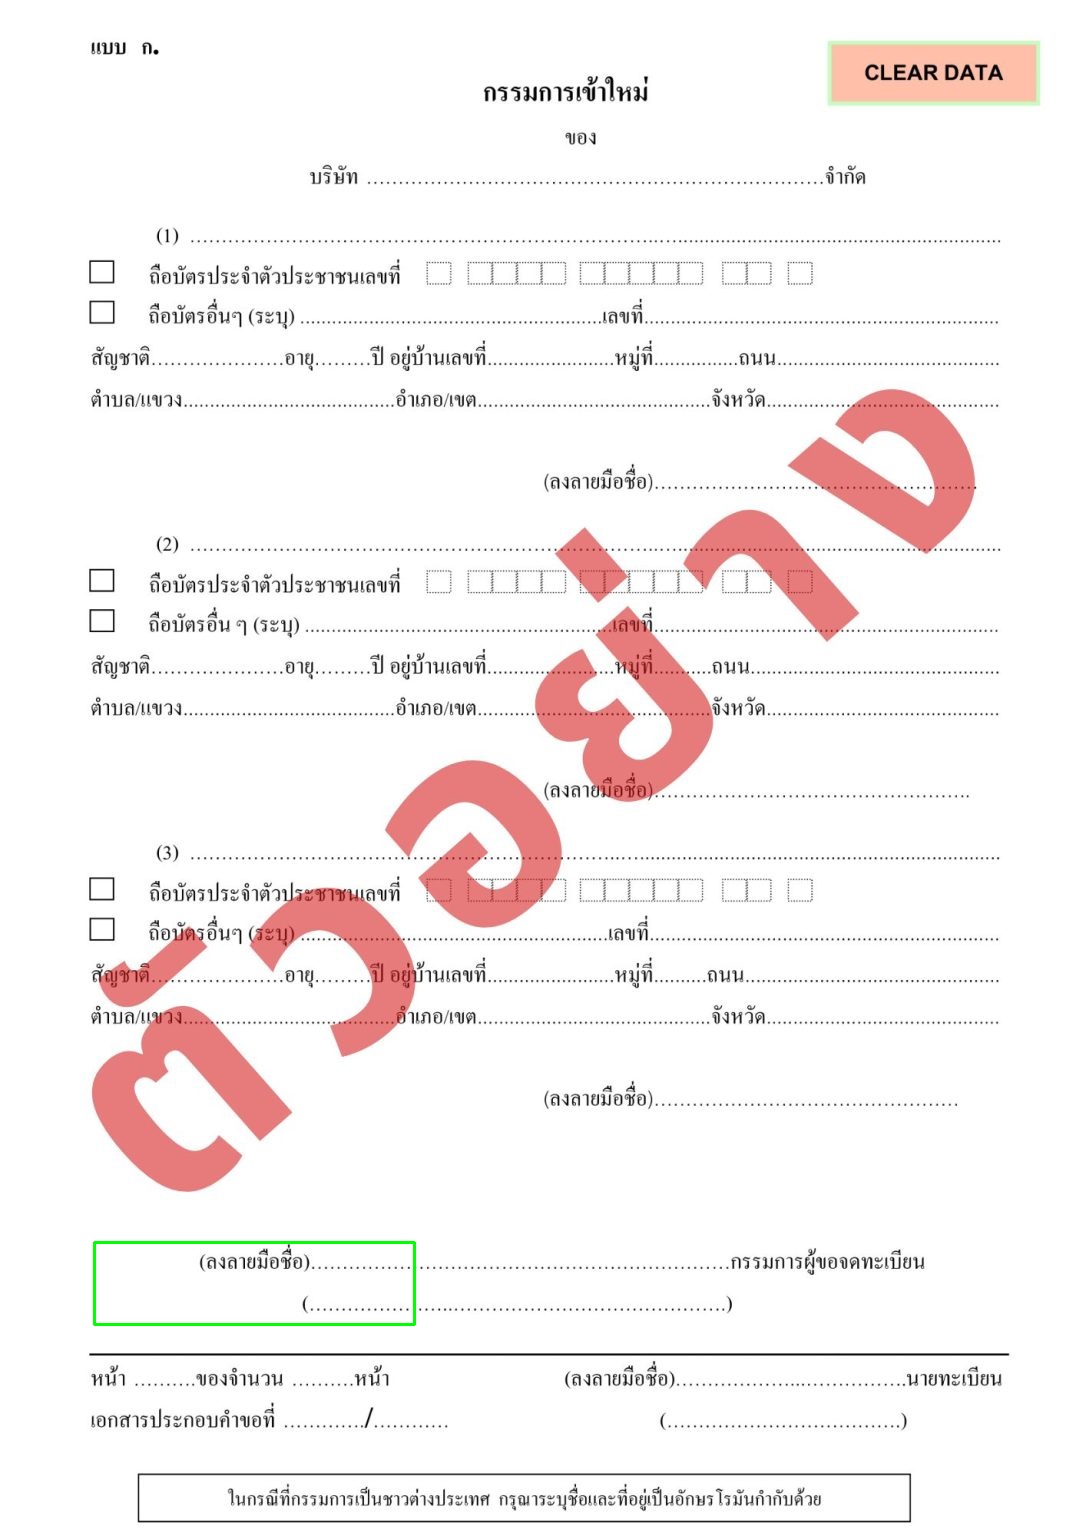 แบบ ก.
CLEAR DATA
กรรมการเข้าใหม่
ของ
บริษัท ........................................................................จำกัด
(1) ................................................................................................................................
ถือบัตรประจำตัวประชาชนเลขที่
ถือบัตรอื่นๆ (ระบุ) .........................................................เลขที่...................................................................
สัญชาติ.....................อายุ.........ปี อยู่บ้านเลขที่........................หมู่ที่................ถนน..........................................
ตำบล/แขวง........................................อำเภอ/เขต............................................จังหวัด............................................
(ลงลายมือชื่อ)...................................................
(2) ................................................................................................................................
ถือบัตรประจำตัวประชาชนเลขที่
ถือบัตรอื่น ๆ (ระบุ) ..........................................................เลขที่.................................................................
สัญชาติ.....................อายุ.........ปี อยู่บ้านเลขที่........................หมู่ที่...........ถนน...............................................
ตำบล/แขวง........................................อำเภอ/เขต............................................จังหวัด............................................
(ลงลายมือชื่อ)..................................................
(3) ................................................................................................................................
ถือบัตรประจำตัวประชาชนเลขที่
ถือบัตรอื่นๆ (ระบุ) ..........................................................เลขที่..................................................................
สัญชาติ.....................อายุ.........ปี อยู่บ้านเลขที่........................หมู่ที่..........ถนน................................................
ตำบล/แขวง........................................อำเภอ/เขต............................................จังหวัด............................................
(ลงลายมือชื่อ)................................................
ตัวอย่าง
(ลงลายมือชื่อ)..................................................................กรรมการผู้ขอจดทะเบียน
(..................................................................)
หน้า ..........ของจำนวน ..........หน้า (ลงลายมือชื่อ).....................................นายทะเบียน
เอกสารประกอบคำขอที่ ............./............ (.....................................)
ในกรณีที่กรรมการเป็นชาวต่างประเทศ กรุณาระบุชื่อและที่อยู่เป็นอักษรโรมันกำกับด้วย